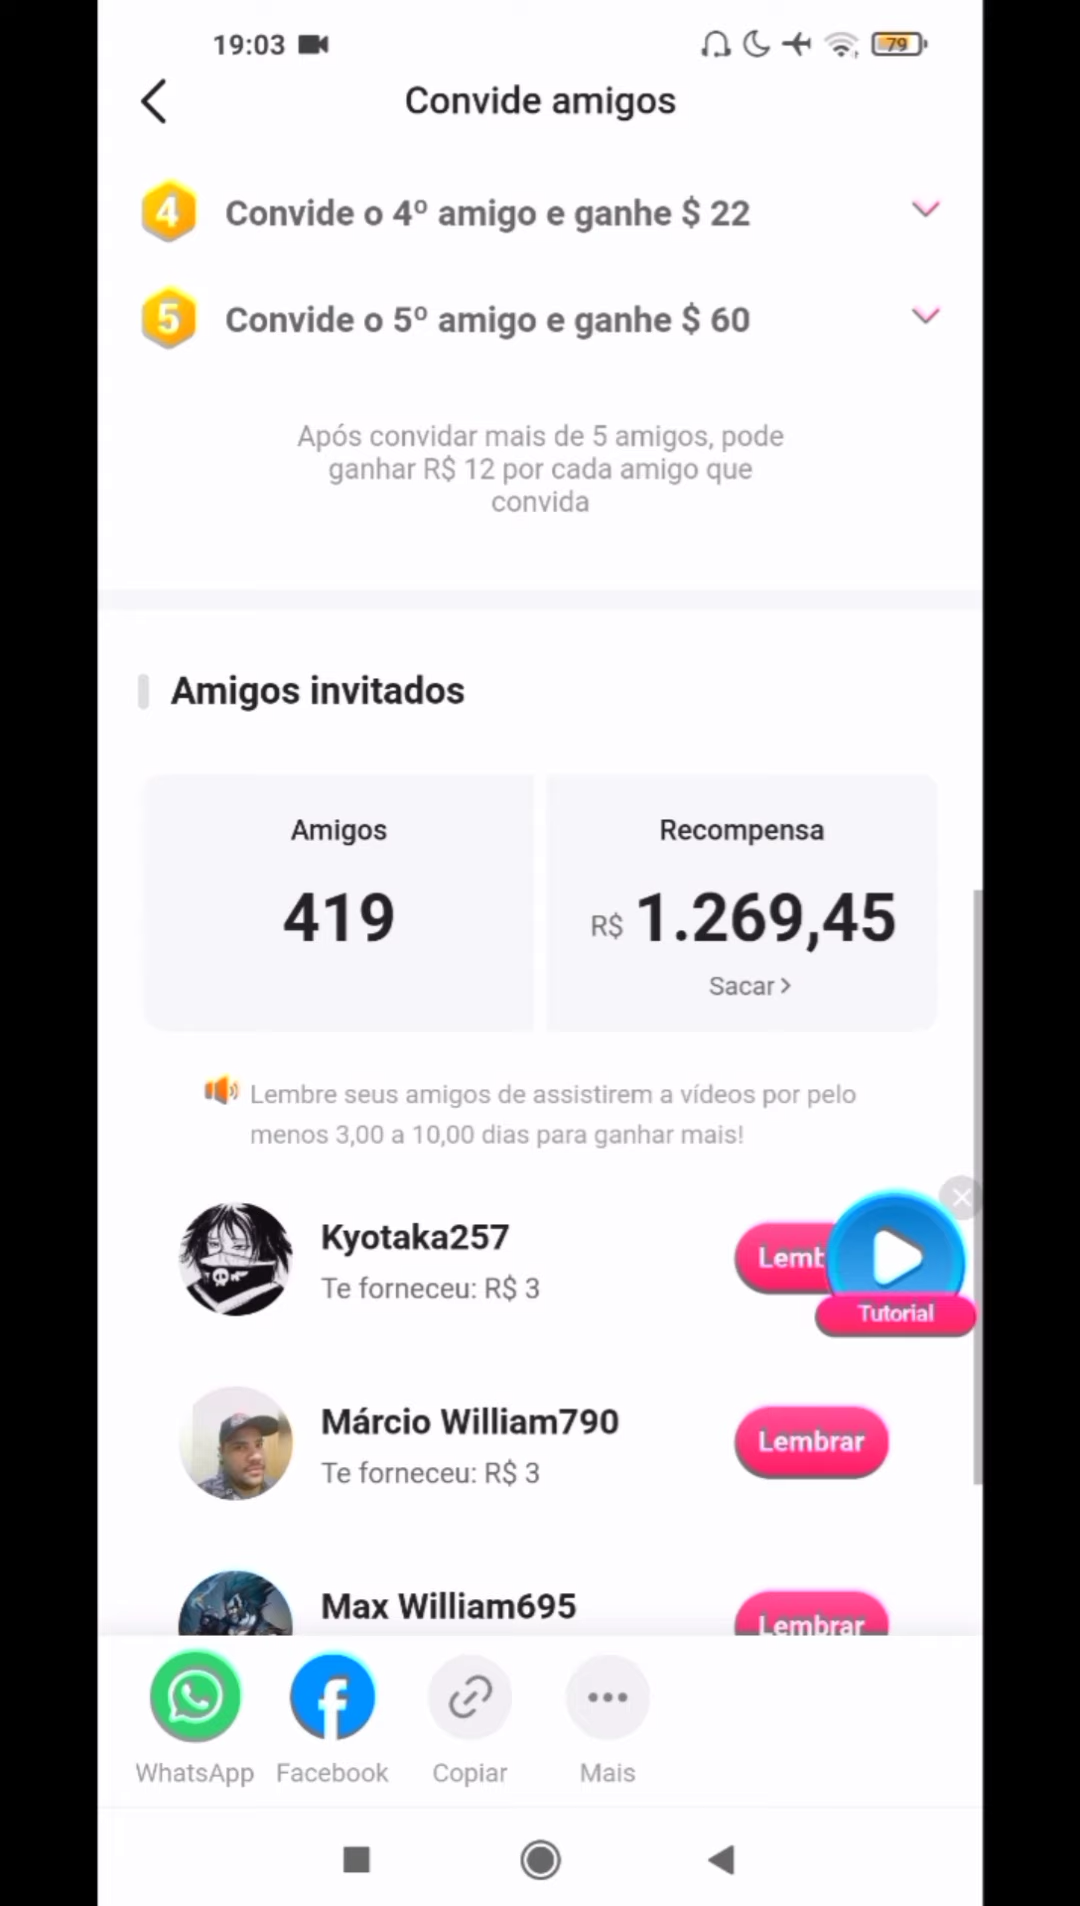 19:03
79
Convide amigos
4 Convide o 4º amigo e ganhe $ 22
5 Convide o 5º amigo e ganhe $ 60
Após convidar mais de 5 amigos, pode
ganhar R$ 12 por cada amigo que
convida
Amigos invitados
Amigos
419
Recompensa
R$ 1.269,45
Sacar >
Lembre seus amigos de assistirem a vídeos por pelo
menos 3,00 a 10,00 dias para ganhar mais!
Kyotaka257
Te forneceu: R$ 3
Lemb
Tutorial
Márcio William790
Te forneceu: R$ 3
Lembrar
Max William695
Lembrar
WhatsApp
Facebook
Copiar
Mais